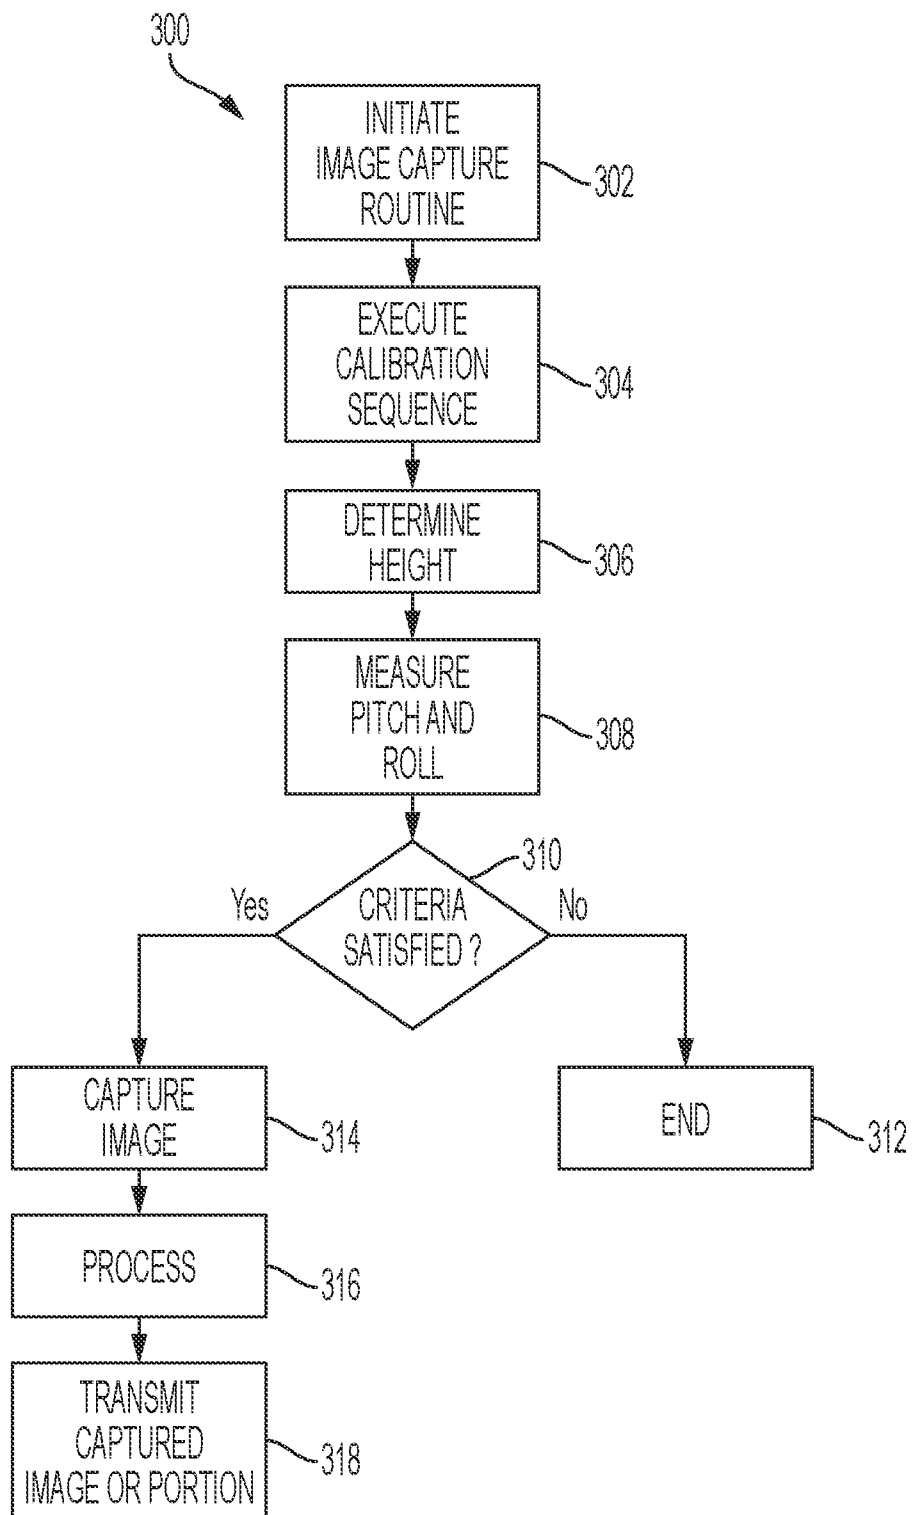 300
INITIATE
IMAGE CAPTURE
ROUTINE
302
EXECUTE
CALIBRATION
SEQUENCE
304
DETERMINE
HEIGHT
306
MEASURE
PITCH AND
ROLL
308
310
Yes
CRITERIA
SATISFIED ?
No
CAPTURE
IMAGE
314
END
312
PROCESS
316
TRANSMIT
CAPTURED
IMAGE OR PORTION
318